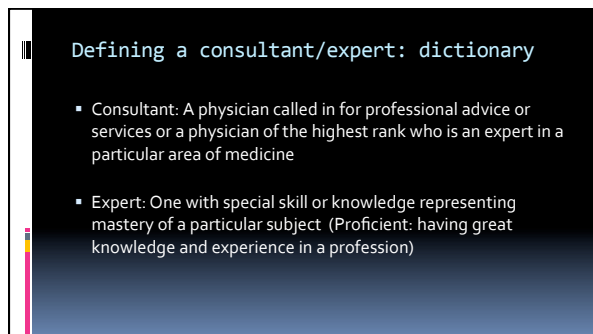 Defining a consultant/expert: dictionary
Consultant: A physician called in for professional advice or
services or a physician of the highest rank who is an expert in a
particular area of medicine
Expert: One with special skill or knowledge representing
mastery of a particular subject (Proficient: having great
knowledge and experience in a profession)